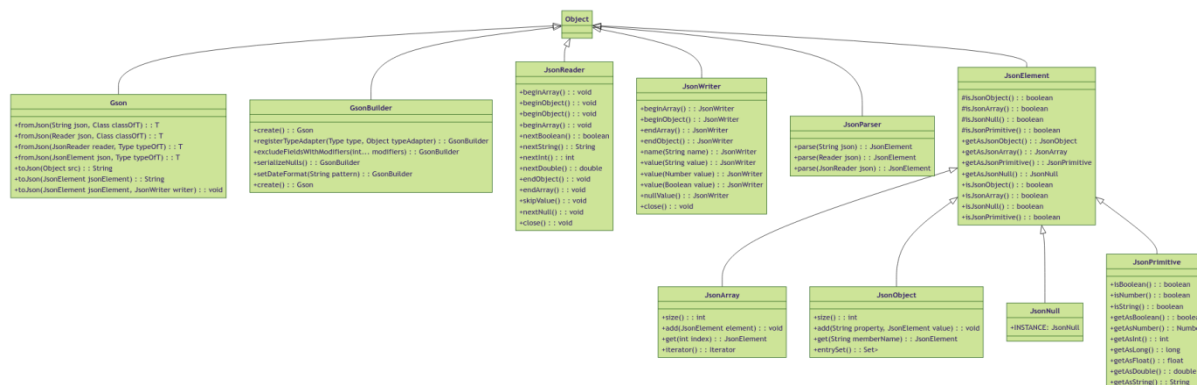 Object
Gson
+fromJson(String json, Class classOfT) : : T
+fromJson(Reader json, Class classOfT) : : T
+fromJson(JsonReader reader, Type typeOfT) : : T
+fromJson(JsonElement json, Type typeOfT) : : T
+toJson(Object src) : : String
+toJson(JsonElement jsonElement) : : String
+toJson(JsonElement jsonElement, JsonWriter writer) : : void
GsonBuilder
+create() : : Gson
+registerTypeAdapter(Type type, Object typeAdapter) : : GsonBuilder
+excludeFieldsWithModifiers(int... modifiers) : : GsonBuilder
+serializeNulls() : : GsonBuilder
+setDateFormat(String pattern) : : GsonBuilder
+create() : : Gson
JsonReader
+beginArray() : : void
+beginObject() : : void
+beginObject() : : void
+beginArray() : : void
+nextBoolean() : : boolean
+nextString() : : String
+nextInt() : : int
+nextDouble() : : double
+endObject() : : void
+endArray() : : void
+skipValue() : : void
+nextNull() : : void
+close() : : void
JsonWriter
+beginArray() : : JsonWriter
+beginObject() : : JsonWriter
+endArray() : : JsonWriter
+endObject() : : JsonWriter
+name(String name) : : JsonWriter
+value(String value) : : JsonWriter
+value(Number value) : : JsonWriter
+value(Boolean value) : : JsonWriter
+nullValue() : : JsonWriter
+close() : : void
JsonParser
+parse(String json) : : JsonElement
+parse(Reader json) : : JsonElement
+parse(JsonReader json) : : JsonElement
JsonElement
#isJsonObject() : : boolean
#isJsonArray() : : boolean
#isJsonNull() : : boolean
#isJsonPrimitive() : : boolean
+getAsJsonObject() : : JsonObject
+getAsJsonArray() : : JsonArray
+getAsJsonPrimitive() : : JsonPrimitive
+getAsJsonNull() : : JsonNull
+isJsonObject() : : boolean
+isJsonArray() : : boolean
+isJsonNull() : : boolean
+isJsonPrimitive() : : boolean
JsonArray
+size() : : int
+add(JsonElement element) : : void
+get(int index) : : JsonElement
+iterator() : : Iterator
JsonObject
+size() : : int
+add(String property, JsonElement value) : : void
+get(String memberName) : : JsonElement
+entrySet() : : Set>
JsonNull
+INSTANCE: JsonNull
JsonPrimitive
+isBoolean() : : boolean
+isNumber() : : boolean
+isString() : : boolean
+getAsBoolean() : : boolea
+getAsNumber() : : Numbe
+getAsInt() : : int
+getAsLong() : : long
+getAsFloat() : : float
+getAsDouble() : : double
+getAsString() : : String